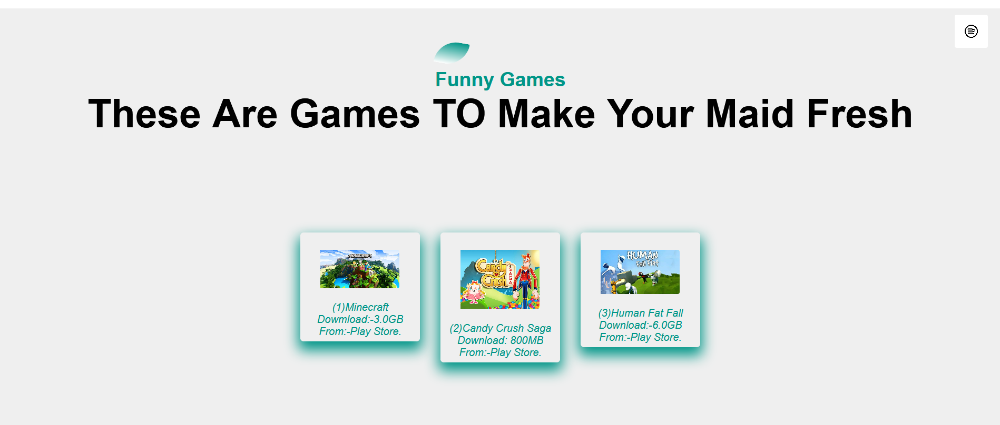 Funny Games
These Are Games TO Make Your Maid Fresh
MINECRAFT
(1)Minecraft
Dowmload:-3.0GB
From:-Play Store.
Candy
Crush
SAGA
(2)Candy Crush Saga
Download: 800MB
From:-Play Store.
HUMAN
Fall Flat
(3)Human Fat Fall
Download:-6.0GB
From:-Play Store.